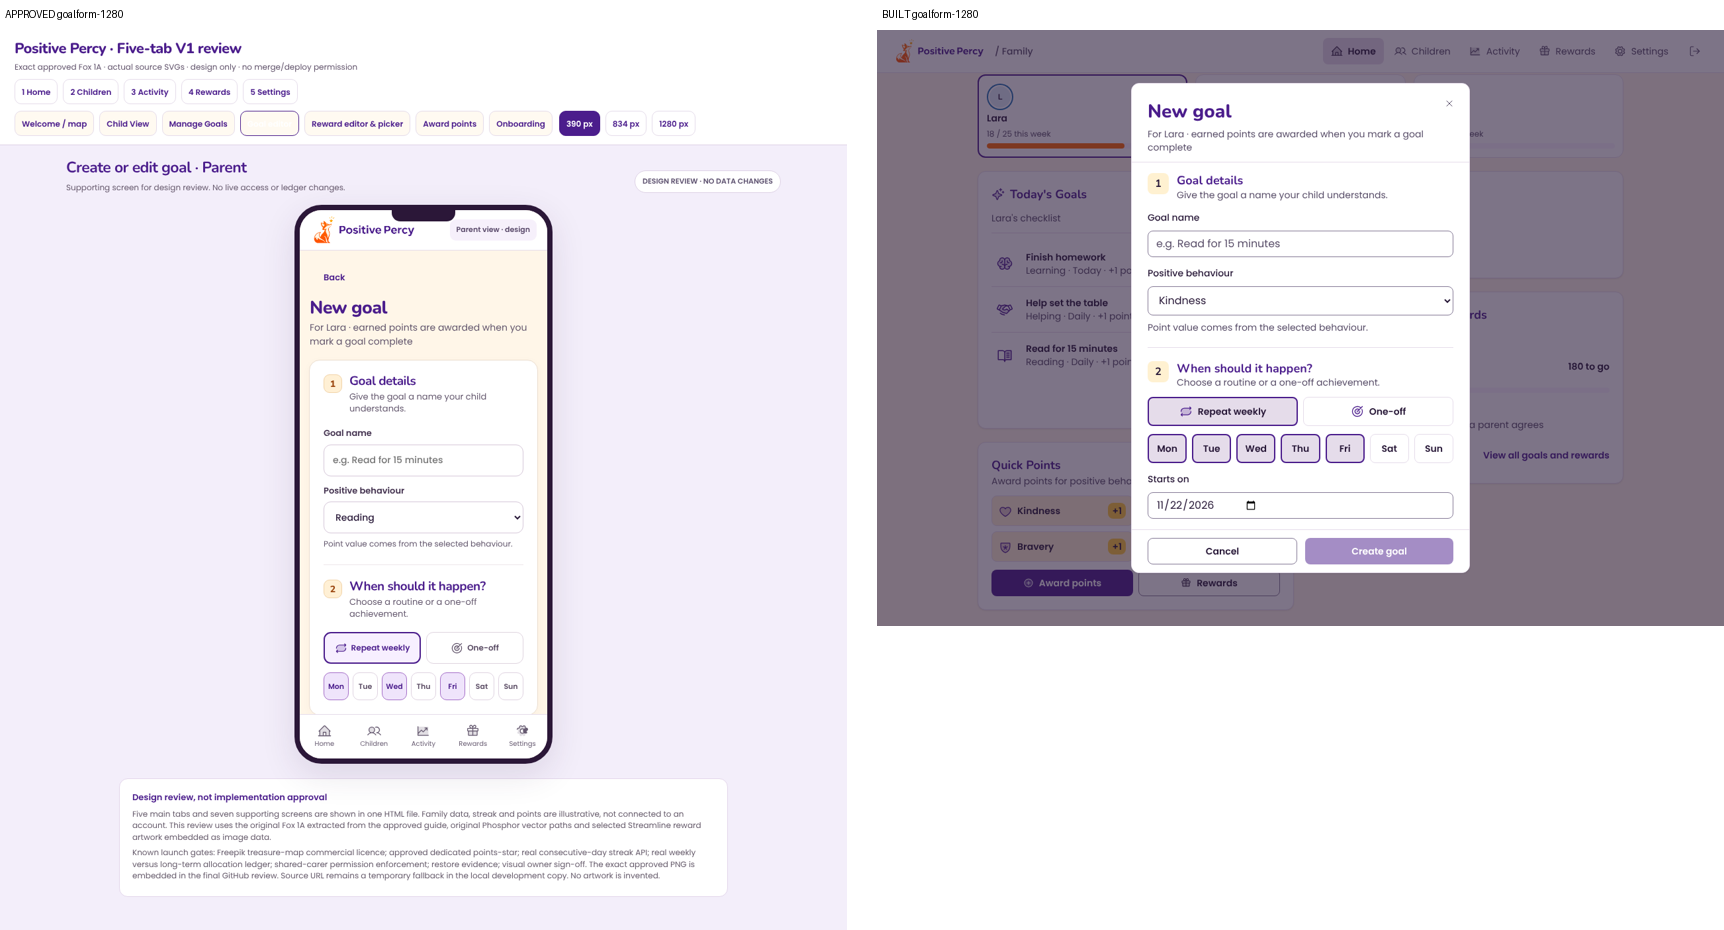 APPROVED goalform-1280
Positive Percy · Five-tab V1 review
Exact approved Fox 1A · actual source SVGs · design only · no merge/deploy permission
1 Home
2 Children
3 Activity
4 Rewards
5 Settings
Welcome / map
Child View
Manage Goals
Reward editor & picker
Award points
Onboarding
390 px
834 px
1280 px
Create or edit goal · Parent
Supporting screen for design review. No live access or ledger changes.
DESIGN REVIEW · NO DATA CHANGES
Positive Percy
Parent view · design
Back
New goal
For Lara · earned points are awarded when you
mark a goal complete
1
Goal details
Give the goal a name your child
understands.
Goal name
e.g. Read for 15 minutes
Positive behaviour
Reading
Point value comes from the selected behaviour.
2
When should it happen?
Choose a routine or a one-off
achievement.
Repeat weekly
One-off
Mon
Tue
Wed
Thu
Fri
Sat
Sun
Home
Children
Activity
Rewards
Settings
Design review, not implementation approval
Five main tabs and seven supporting screens are shown in one HTML file. Family data, streak and points are illustrative, not connected to an
account. This review uses the original Fox 1A extracted from the approved guide, original Phosphor vector paths and selected Streamline reward
artwork embedded as image data.
Known launch gates: Freepik treasure-map commercial licence; approved dedicated points-star; real consecutive-day streak API; real weekly
versus long-term allocation ledger; shared-carer permission enforcement; restore evidence; visual owner sign-off. The exact approved PNG is
embedded in the final GitHub review. Source URL remains a temporary fallback in the local development copy. No artwork is invented.
BUILT goalform-1280
Positive Percy
/ Family
Home
Children
Activity
Rewards
Settings
L
Lara
18 / 25 this week
eek
Today's Goals
Lara's checklist
Finish homework
Learning · Today · +1 po
Help set the table
Helping · Daily · +1 poin
Read for 15 minutes
Reading · Daily · +1 poin
Quick Points
Award points for positive beha
Kindness
+1
Bravery
+1
Award points
Rewards
rds
180 to go
a parent agrees
View all goals and rewards
New goal
For Lara · earned points are awarded when you mark a goal
complete
1
Goal details
Give the goal a name your child understands.
Goal name
e.g. Read for 15 minutes
Positive behaviour
Kindness
Point value comes from the selected behaviour.
2
When should it happen?
Choose a routine or a one-off achievement.
Repeat weekly
One-off
Mon
Tue
Wed
Thu
Fri
Sat
Sun
Starts on
11/22/2026
Cancel
Create goal